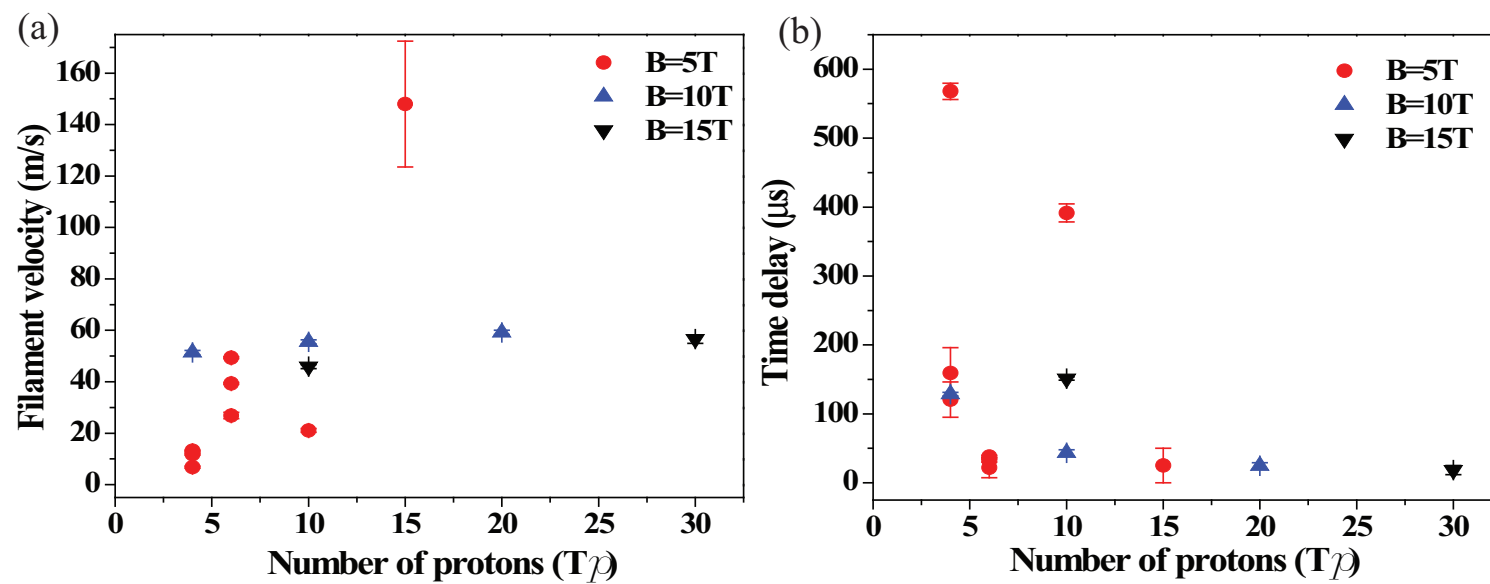 (a)
Filament velocity (m/s)
160
140
120
100
80
60
40
20
0
B=5T
B=10T
B=15T
0 5 10 15 20 25 30
Number of protons (Tp)
(b)
Time delay (μs)
600
500
400
300
200
100
0
B=5T
B=10T
B=15T
0 5 10 15 20 25 30
Number of protons (Tp)